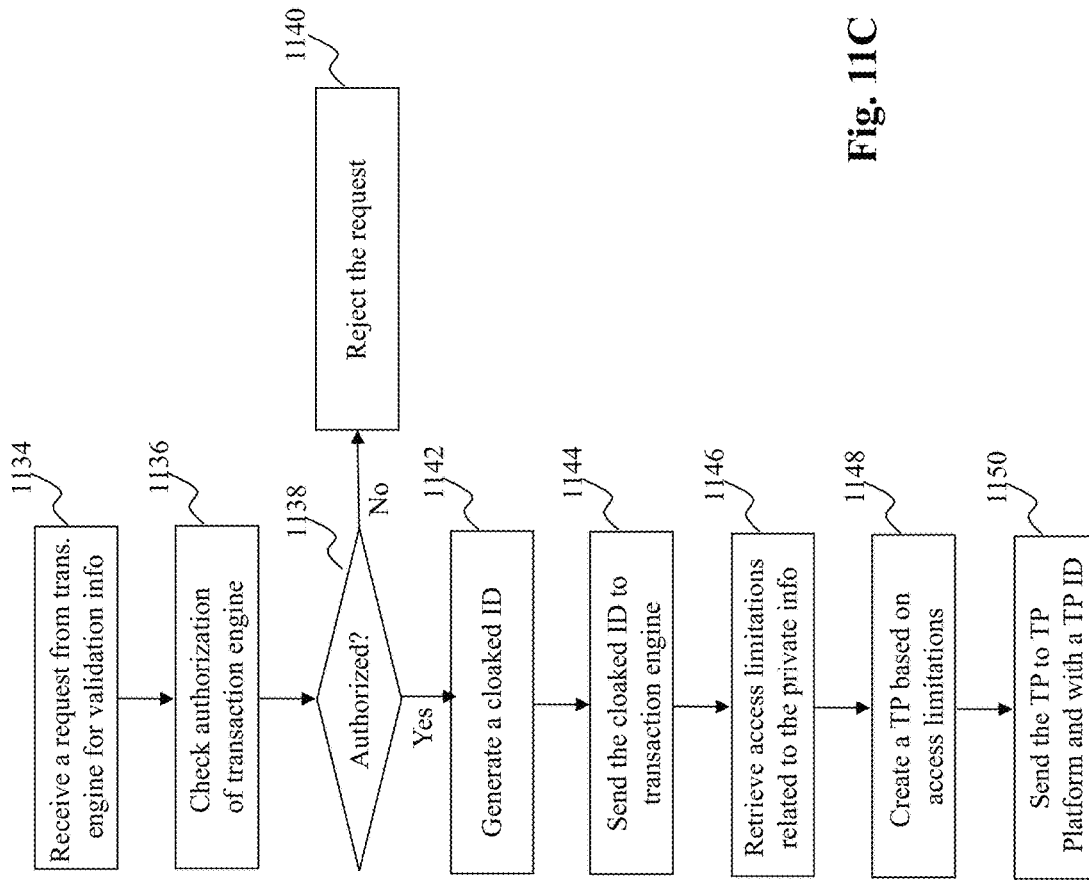 1134
Receive a request from trans.
engine for validation info
1136
Check authorization
of transaction engine
1138
Authorized?
No
1140
Reject the request
Yes
1142
Generate a cloaked ID
1144
Send the cloaked ID to
transaction engine
1146
Retrieve access limitations
related to the private info
1148
Create a TP based on
access limitations
1150
Send the TP to TP
Platform and with a TP ID
Fig. 11C